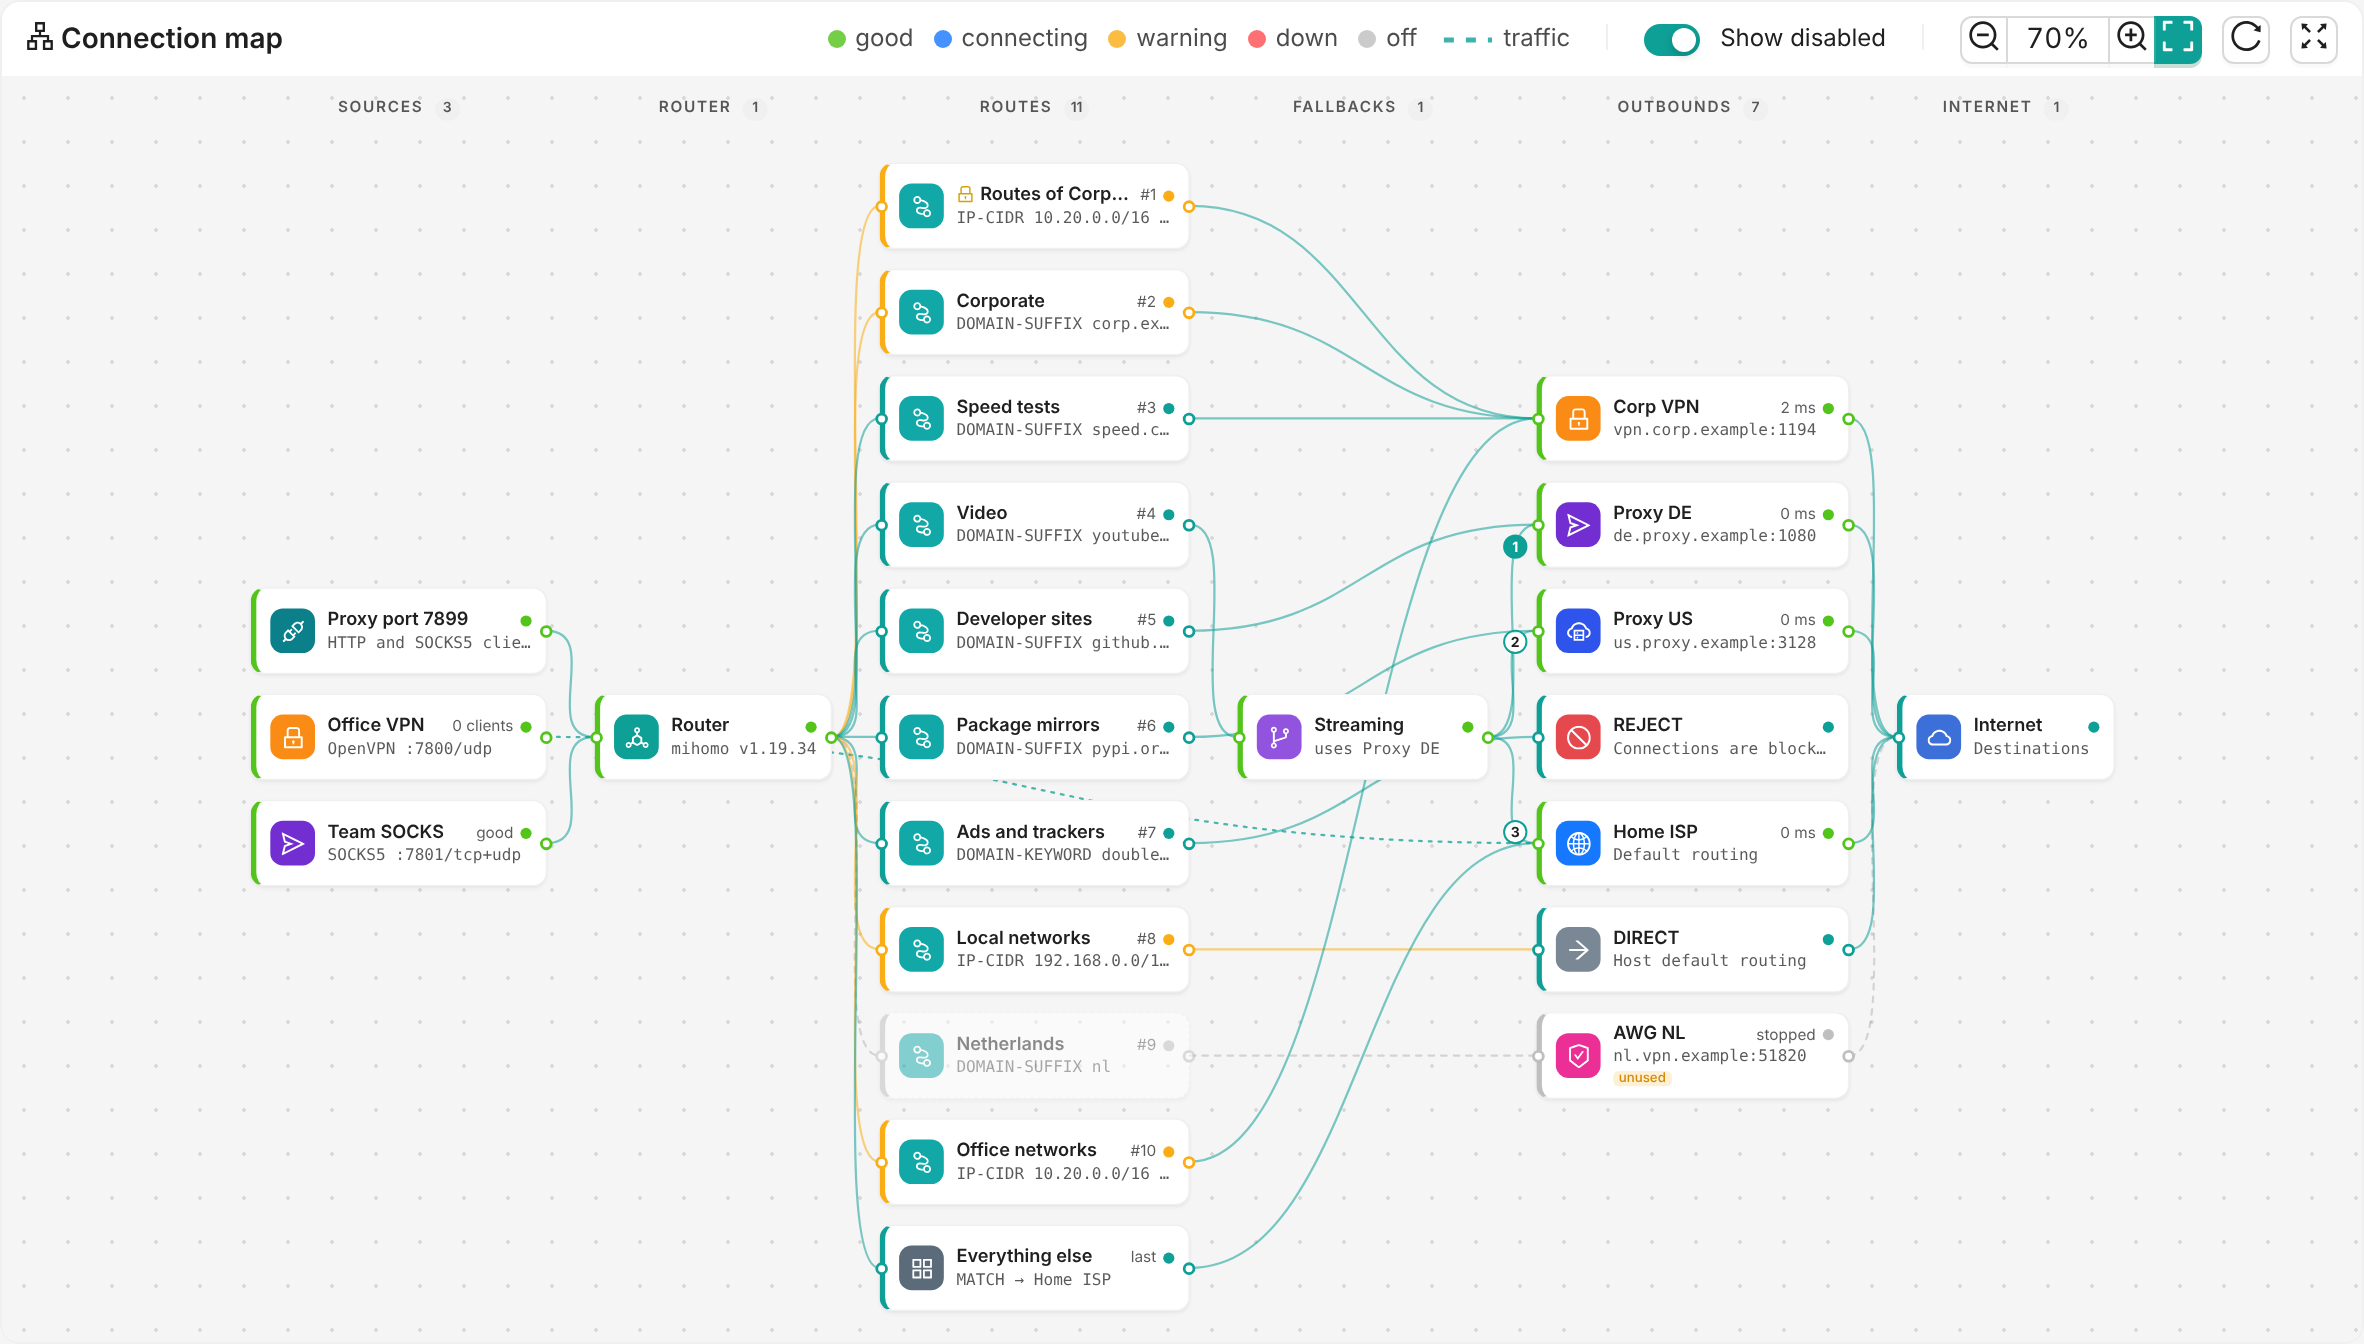 Connection map
good connecting warning down off traffic Show disabled 70%
SOURCES 3
ROUTER 1
ROUTES 11
FALLBACKS 1
OUTBOUNDS 7
INTERNET 1
Proxy port 7899
HTTP and SOCKS5 clie…
Office VPN 0 clients
OpenVPN :7800/udp
Team SOCKS good
SOCKS5 :7801/tcp+udp
Router
mihomo v1.19.34
Routes of Corp… #1
IP-CIDR 10.20.0.0/16 …
Corporate #2
DOMAIN-SUFFIX corp.ex…
Speed tests #3
DOMAIN-SUFFIX speed.c…
Video #4
DOMAIN-SUFFIX youtube…
Developer sites #5
DOMAIN-SUFFIX github.…
Package mirrors #6
DOMAIN-SUFFIX pypi.or…
Ads and trackers #7
DOMAIN-KEYWORD double…
Local networks #8
IP-CIDR 192.168.0.0/1…
Netherlands #9
DOMAIN-SUFFIX nl
Office networks #10
IP-CIDR 10.20.0.0/16 …
Everything else last
MATCH → Home ISP
Streaming
uses Proxy DE
1
2
3
Corp VPN 2 ms
vpn.corp.example:1194
Proxy DE 0 ms
de.proxy.example:1080
Proxy US 0 ms
us.proxy.example:3128
REJECT
Connections are block…
Home ISP 0 ms
Default routing
DIRECT
Host default routing
AWG NL stopped
nl.vpn.example:51820
unused
Internet
Destinations